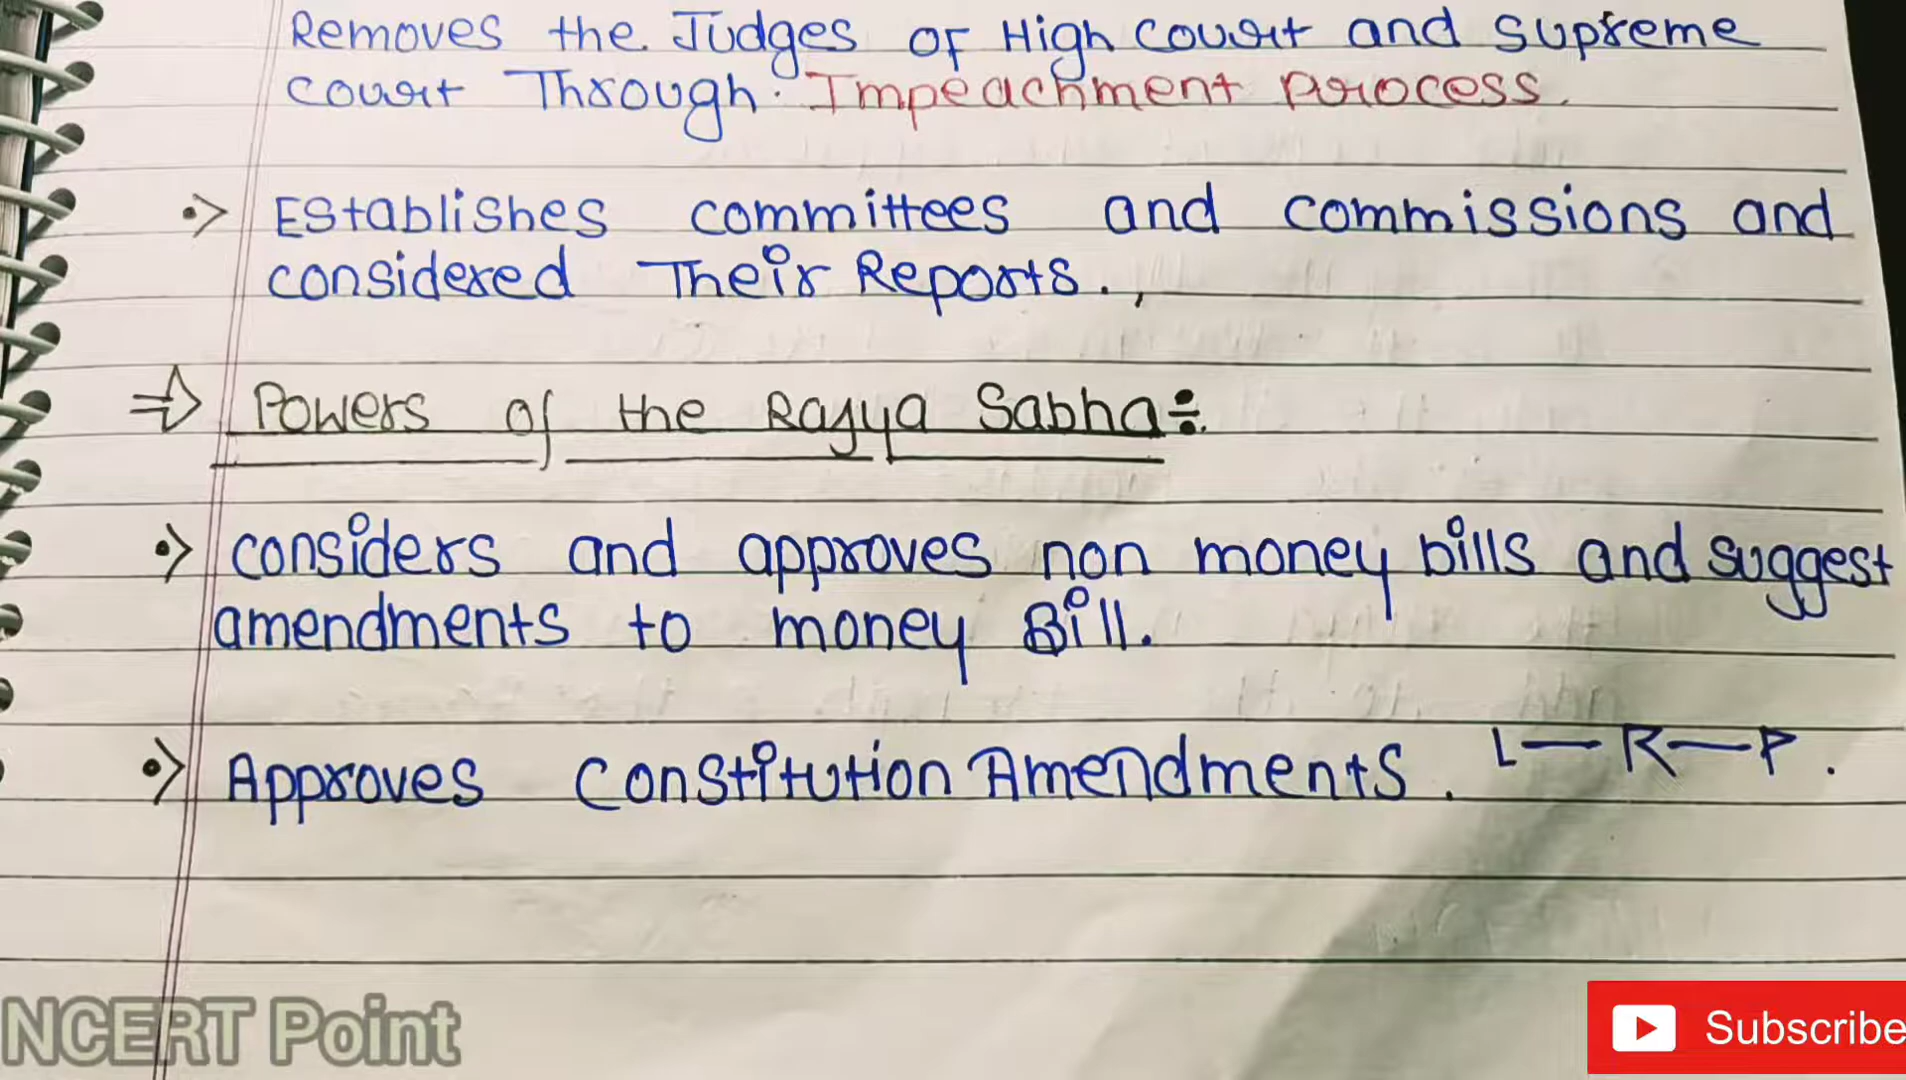 Removes the Judges of High Court and Supreme
Court Through. Impeachment process.
•> Establishes committees and commissions and
considered Their Reports.,
=> Powers of the Rajya Sabha÷
•> considers and approves non money bills and suggest
amendments to money Bill.
•> Approves Constitution Amendments. L—R—P.
NCERT Point
Subscribe